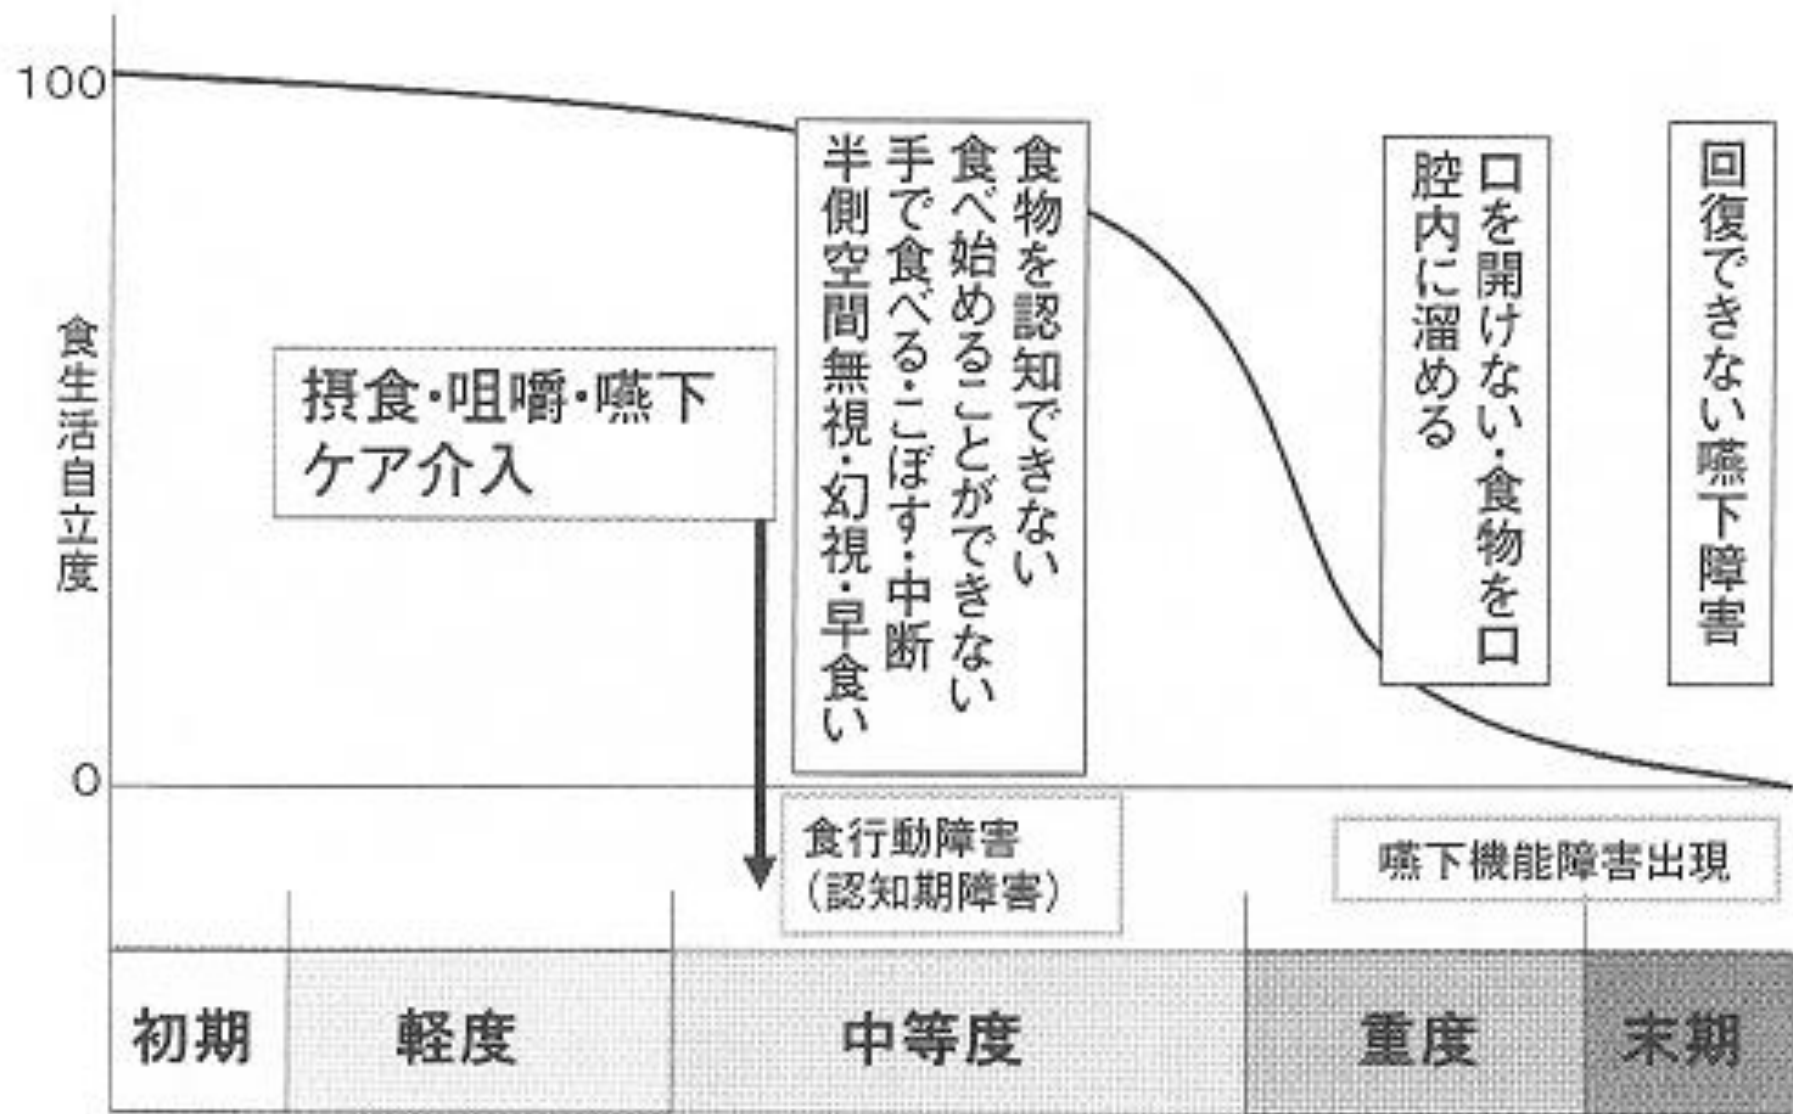 100
食生活自立度
0
摂食・咀嚼・嚥下
ケア介入
食物を認知できない
食べ始めることができない
手で食べる・こぼす・中断
半側空間無視・幻視・早食い
口を開けない・食物を口
腔内に溜める
回復できない嚥下障害
食行動障害
（認知期障害）
嚥下機能障害出現
初期
軽度
中等度
重度
末期